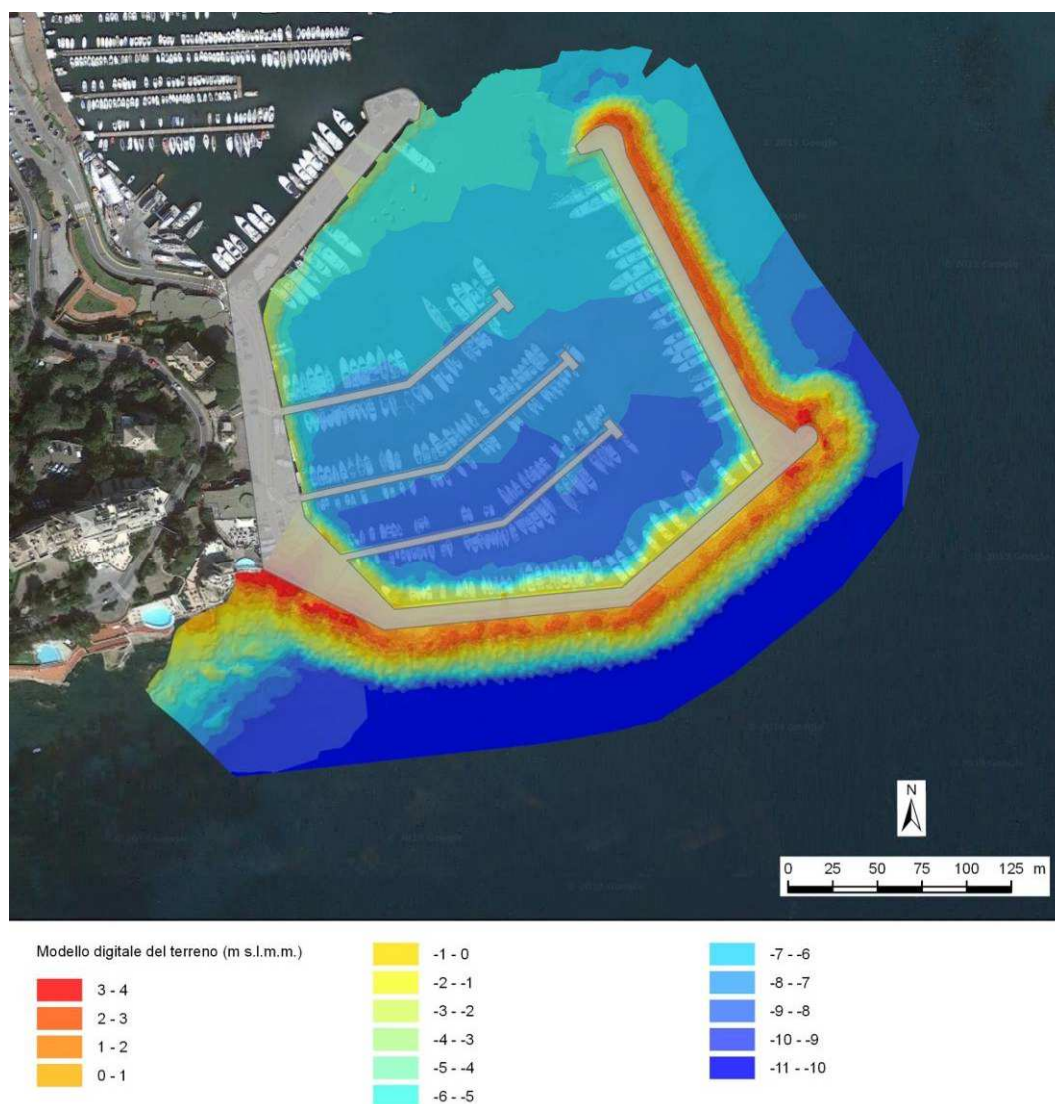 © 2013 Google
N
0 25 50 75 100 125 m
Modello digitale del terreno (m s.l.m.m.)
3 - 4
2 - 3
1 - 2
0 - 1
-1 - 0
-2 - -1
-3 - -2
-4 - -3
-5 - -4
-6 - -5
-7 - -6
-8 - -7
-9 - -8
-10 - -9
-11 - -10